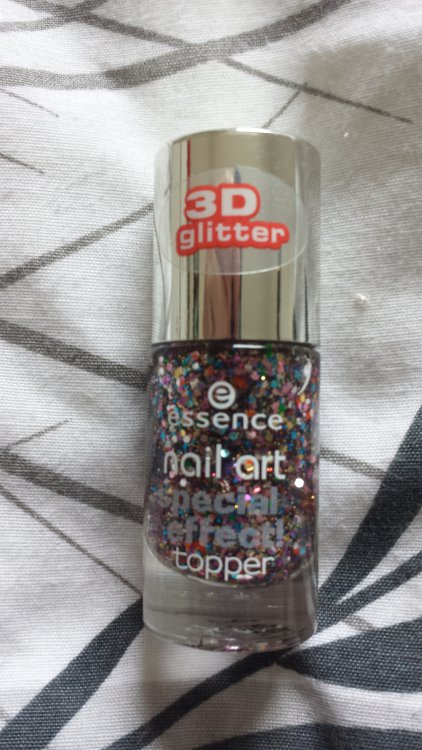 3D
glitter
essence
nail art
special
effect!
topper